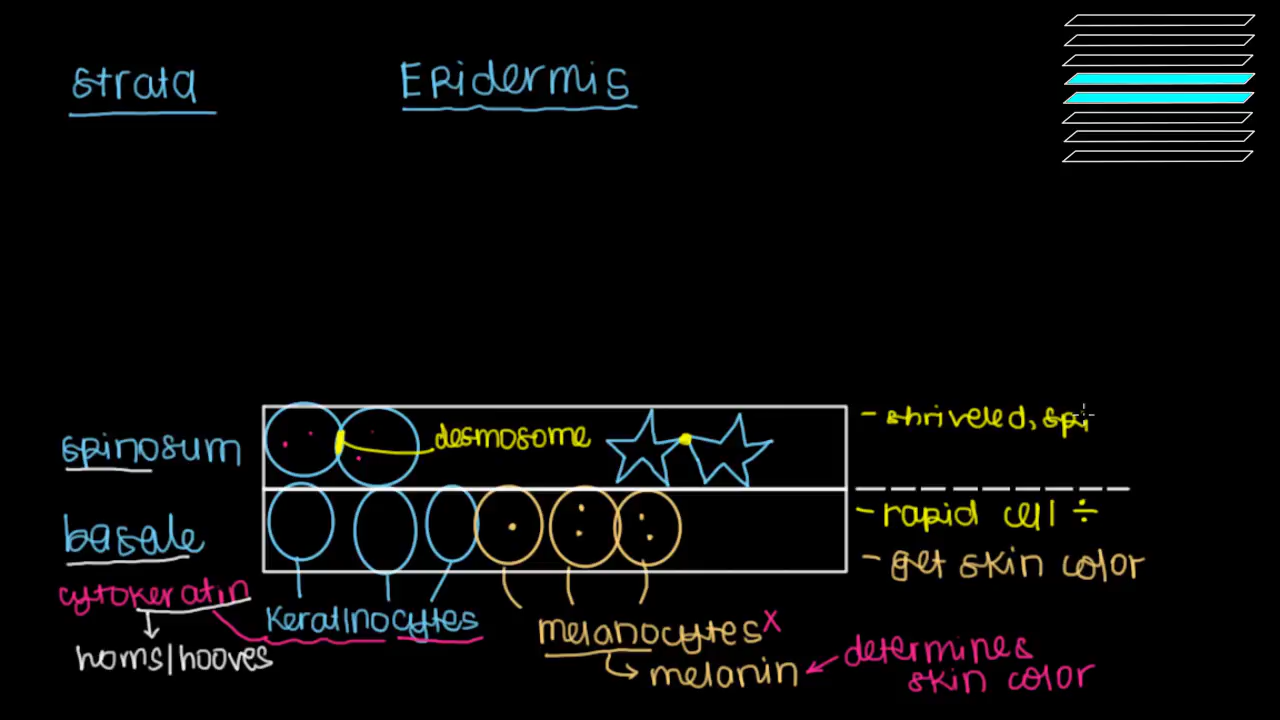 strata
Epidermis
spinosum
desmosome
- shriveled, spi
basale
- rapid cell ÷
- get skin color
cytokeratin
keratinocytes
melanocytes x
horns/hooves
melanin
determines
skin color